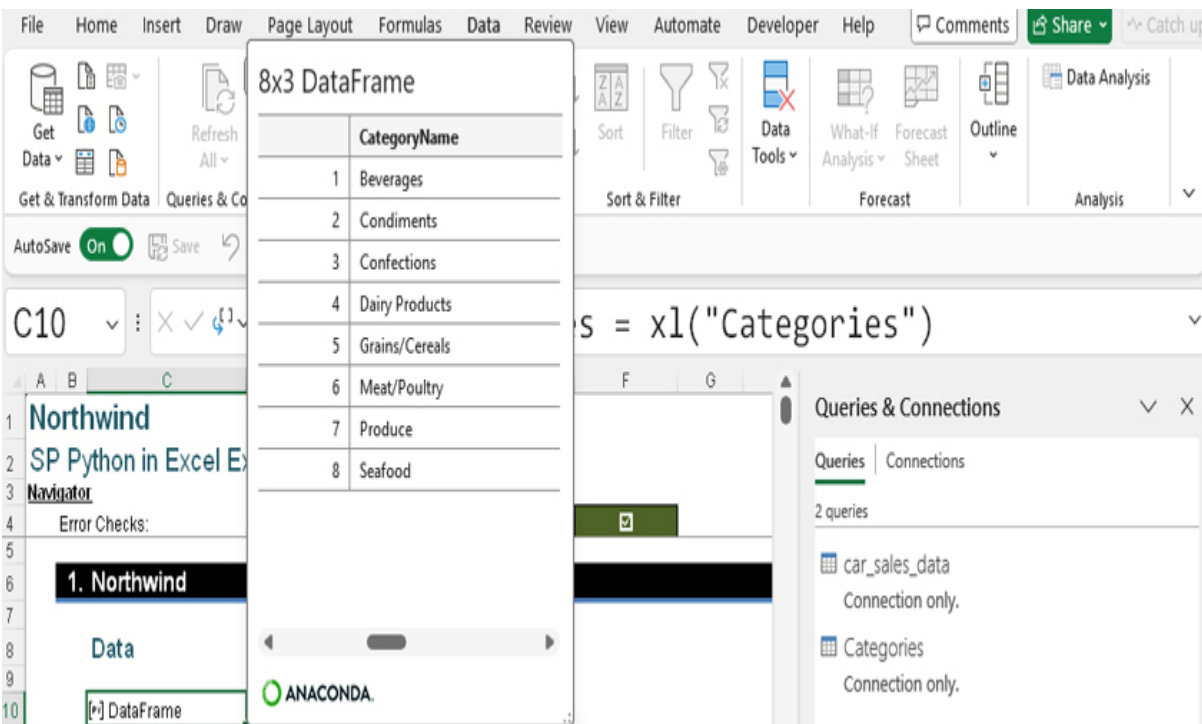 File Home Insert Draw Page Layout Formulas Data Review View Automate Developer Help Comments Share Catch
Get Data
Refresh All
Sort
Filter
Data Tools
What-If Analysis
Forecast Sheet
Outline
Data Analysis
Get & Transform Data Queries & Sort & Filter Forecast Analysis
AutoSave On Save
8x3 DataFrame
CategoryName
1 Beverages
2 Condiments
3 Confections
4 Dairy Products
5 Grains/Cereals
6 Meat/Poultry
7 Produce
8 Seafood
ANACONDA.
C10
= xl("Categories")
A B C F G
1 Northwind
2 SP Python in Excel
3 Navigator
4 Error Checks:
5
6 1. Northwind
7
8 Data
9
10 DataFrame
Queries & Connections
Queries Connections
2 queries
car_sales_data
Connection only.
Categories
Connection only.